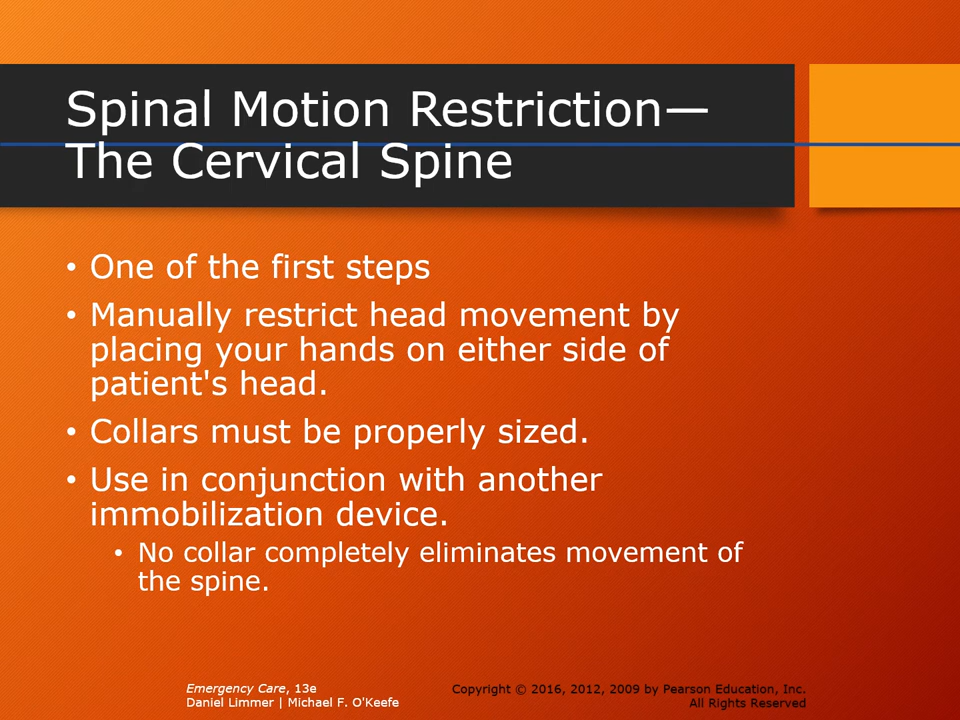 Spinal Motion Restriction—
The Cervical Spine
• One of the first steps
• Manually restrict head movement by
placing your hands on either side of
patient's head.
• Collars must be properly sized.
• Use in conjunction with another
immobilization device.
• No collar completely eliminates movement of
the spine.
Emergency Care, 13e
Daniel Limmer | Michael F. O'Keefe
Copyright © 2016, 2012, 2009 by Pearson Education, Inc.
All Rights Reserved